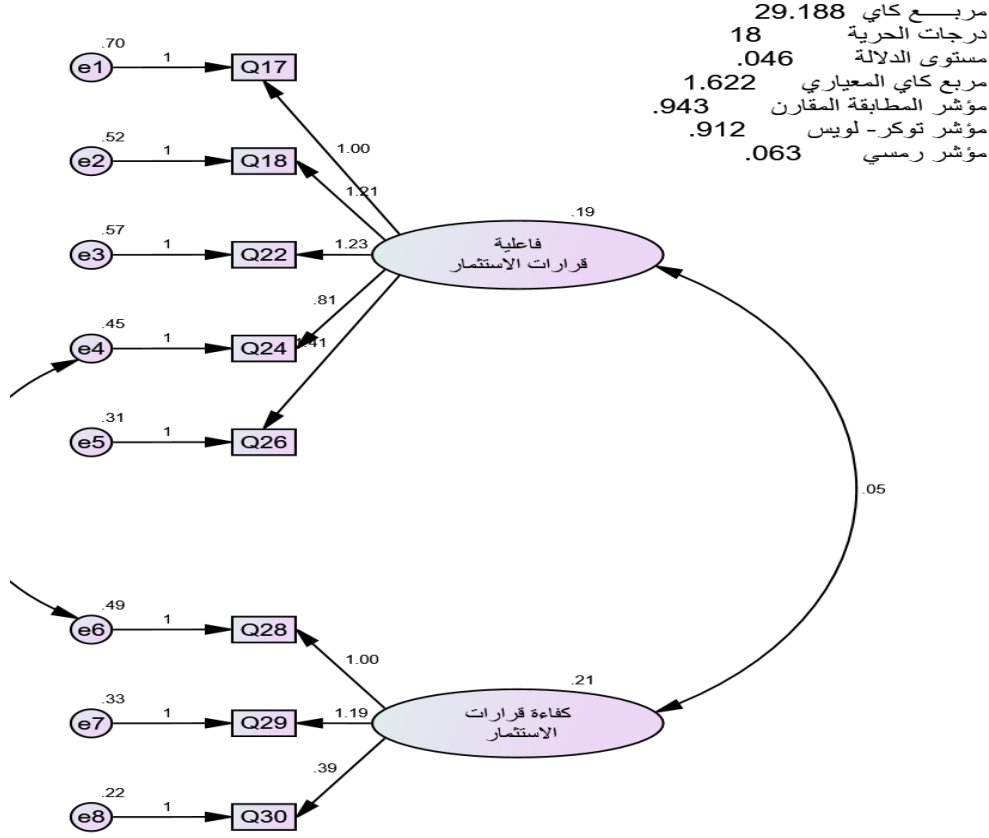 مربـــع كاي 29.188
درجات الحرية 18
مستوى الدلالة .046
مربع كاي المعياري 1.622
مؤشر المطابقة المقارن .943
مؤشر توكر- لويس .912
مؤشر رمسي .063
.70
e1
1
Q17
.52
e2
1
Q18
.57
e3
1
Q22
.45
e4
1
Q24
.31
e5
1
Q26
1.00
1.21
1.23
.81
.19
فاعلية
قرارات الاستثمار
.05
.49
e6
1
Q28
.33
e7
1
Q29
.22
e8
1
Q30
1.00
1.19
.39
.21
كفاءة قرارات
الاستثمار